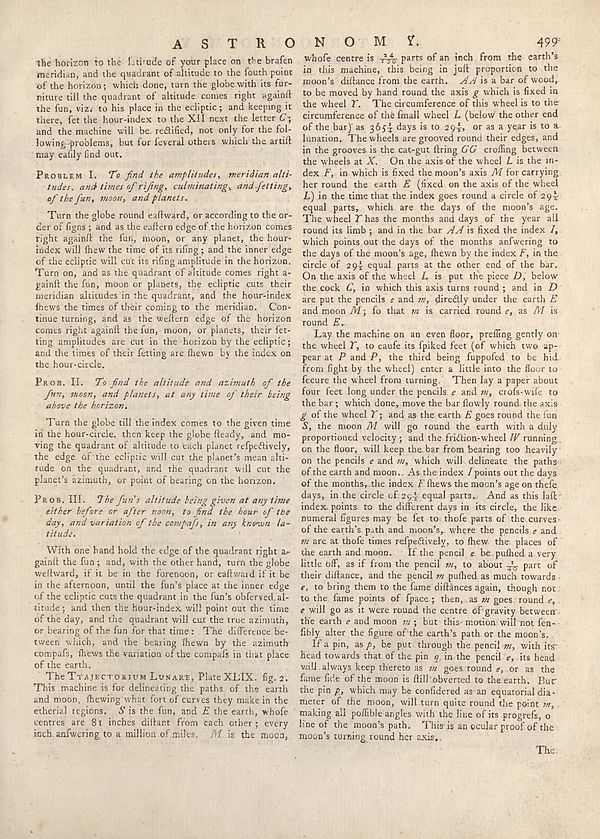 ASTRONOMY. 499
the horizon to the latitude of your place on the brasen
meridian, and the quadrant of altitude to the south point
of the horizon; which done, turn the globe with its fur-
niture till the quadrant of altitude comes right against
the sun, viz. to his place in the ecliptic; and keeping it
there, set the hour-index to the XII next the letter C;
and the machine will be rectified, not only for the fol-
lowing problems, but for several others which the artist
may easily find out.
PROBLEM I. To find the amplitudes, meridian alti-
tudes, and times of rising, culminating, and setting,
of the sun, moon, and planets.
Turn the globe round eastward, or according to the or-
der of signs; and as the eastern edge of the horizon comes
right against the sun, moon, or any planet, the hour-
index will shew the time of its rising; and the inner edge
of the ecliptic will cut its rising amplitude in the horizon.
Turn on, and as the quadrant of altitude comes right a-
gainst the sun, moon or planets, the ecliptic cuts their
meridian altitudes in the quadrant, and the hour-index
shews the times of their coming to the meridian. Con-
tinue turning, and as the western edge of the horizon
comes right against the sun, moon, or planets, their set-
ting amplitudes are cut in the horizon by the ecliptic;
and the times of their setting are shewn by the index on
the hour-circle.
PROB. II. To find the altitude and azimuth of the
sun, moon, and planets, at any time of their being
above the horizon.
Turn the globe till the index comes to the given time
in the hour-circle, then keep the globe steady, and mo-
ving the quadrant of altitude to each planet respectively,
the edge of the ecliptic will cut the planet's mean alti-
tude on the quadrant, and the quadrant will cut the
planet's azimuth, or point of bearing on the horizon.
PROB. III. The sun's altitude being given at any time
either before or after noon, to find the hour of the
day, and variation of the compass, in any known la-
titude.
With one hand hold the edge of the quadrant right a-
gainst the sun; and, with the other hand, turn the globe
westward, if it be in the forenoon, or eastward if it be
in the afternoon, until the sun's place at the inner edge
of the ecliptic cuts the quadrant in the sun's observed al-
titude; and then the hour-index will point out the time
of the day, and the quadrant will cut the true azimuth,
or bearing of the sun for that time: The difference be-
tween which, and the bearing shewn by the azimuth
compass, shews the variation of the compass in that place
of the earth.
The TRAJECTORIUM LUNARE, Plate XLIX. fig. 2.
This machine is for delineating the paths of the earth
and moon, shewing what sort of curves they make in the
etherial regions. S is the sun, and E the earth, whose
centres are 81 inches distant from each other; every
inch answering to a million of miles. M is the moon,
whose centre is 24/100 parts of an inch from the earth's
in this machine, this being in just proportion to the
moon's distance from the earth. AA is a bar of wood,
to be moved by hand round the axis g which is fixed in
the wheel Y. The circumference of this wheel is to the
circumference of the small wheel L (below the other end
of the bar) as 365¼ days is to 29½, or as a year is to a
lunation. The wheels are grooved round their edges, and
in the grooves is the cat-gut string GG crossing between
the wheels at X. On the axis of the wheel L is the in-
dex F, in which is fixed the moon's axis M for carrying
her round the earth E (fixed on the axis of the wheel
L) in the time that the index goes round a circle of 29½
equal parts, which are the days of the moon's age.
The wheel Y has the months and days of the year all
round its limb; and in the bar AA is fixed the index I,
which points out the days of the months answering to
the days of the moon's age, shewn by the index F, in the
circle of 29½ equal parts at the other end of the bar.
On the axis of the wheel L is put the piece D, below
the cock C, in which this axis turns round; and in D
are put the pencils e and m, directly under the earth E
and moon M; so that m is carried round e, as M is
round E.
Lay the machine on an even floor, pressing gently on
the wheel Y, to cause its spiked feet (of which two ap-
pear at P and P, the third being supposed to be hid
from sight by the wheel) enter a little into the floor to
secure the wheel from turning. Then lay a paper about
four feet long under the pencils e and m, cross-wise to
the bar; which done, move the bar slowly round the axis
g of the wheel Y; and as the earth E goes round the sun
S, the moon M will go round the earth with a duly
proportioned velocity; and the friction-wheel W running
on the floor, will keep the bar from bearing too heavily
on the pencils e and m, which will delineate the paths
of the earth and moon. As the index I points out the days
of the months, the index F shews the moon's age on these
days, in the circle of 29½ equal parts. And as this last
index points to the different days in its circle, the like
numeral figures may be set to those parts of the curves
of the earth's path and moon's, where the pencils e and
m are at those times respectively, to shew the places of
the earth and moon. If the pencil e be pushed a very
little off, as if from the pencil m, to about 1/40 part of
their distance, and the pencil m pushed as much towards
e, to bring them to the same distances again, though not
to the same points of space; then, as m goes round e,
e will go as it were round the centre of gravity between
the earth e and moon m; but this motion will not sen-
sibly alter the figure of the earth's path or the moon's.
If a pin, as p, be put through the pencil m, with its
head towards that of the pin q in the pencil e, its head
will always keep thereto as m goes round e, or as the
same side of the moon is still obverted to the earth. But
the pin p, which may be considered as an equatorial dia-
meter of the moon, will turn quite round the point m,
making all possible angles with the line of its progress, o
line of the moon's path. This is an ocular proof of the
moon's turning round her axis.
The